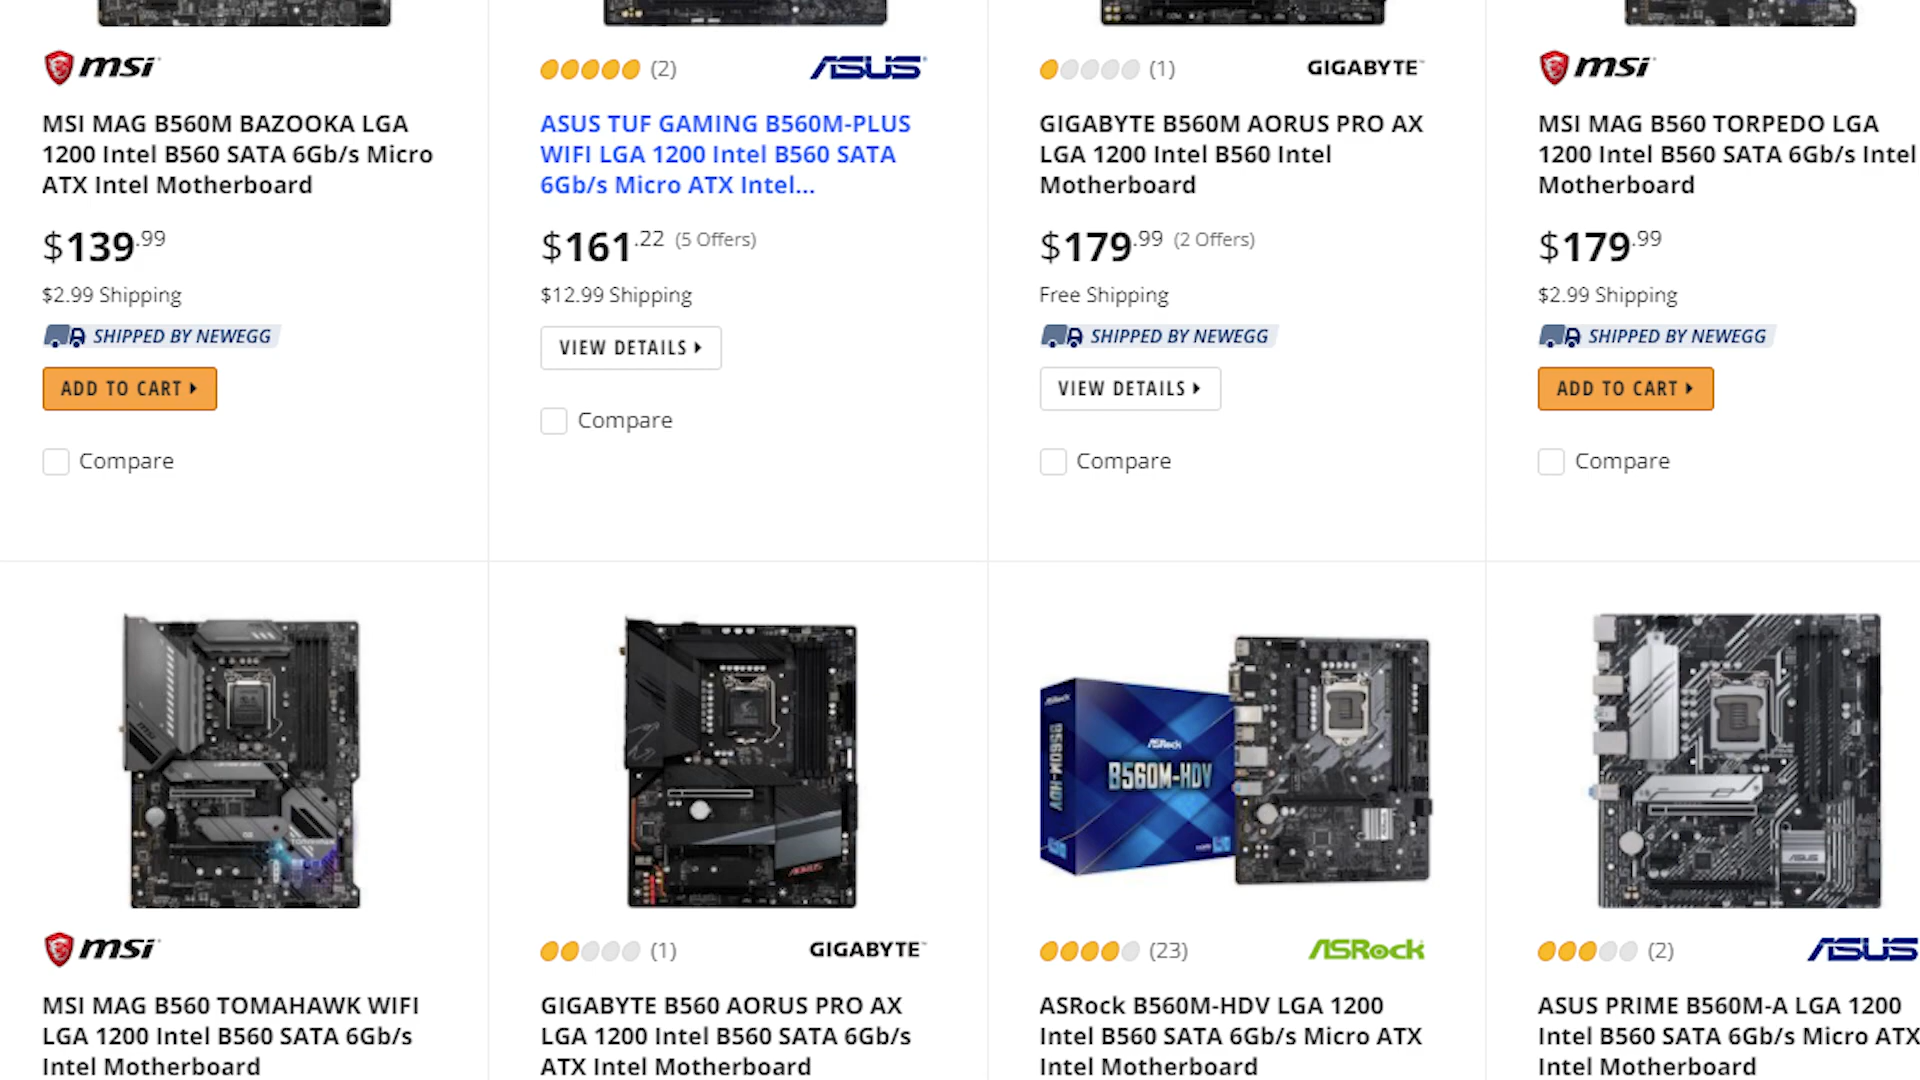 msi
MSI MAG B560M BAZOOKA LGA
1200 Intel B560 SATA 6Gb/s Micro
ATX Intel Motherboard
$139.99
$2.99 Shipping
SHIPPED BY NEWEGG
ADD TO CART
Compare
(2) ASUS
ASUS TUF GAMING B560M-PLUS
WIFI LGA 1200 Intel B560 SATA
6Gb/s Micro ATX Intel...
$161.22 (5 Offers)
$12.99 Shipping
VIEW DETAILS
Compare
(1) GIGABYTE™
GIGABYTE B560M AORUS PRO AX
LGA 1200 Intel B560 Intel
Motherboard
$179.99 (2 Offers)
Free Shipping
SHIPPED BY NEWEGG
VIEW DETAILS
Compare
msi
MSI MAG B560 TORPEDO LGA
1200 Intel B560 SATA 6Gb/s Intel
Motherboard
$179.99
$2.99 Shipping
SHIPPED BY NEWEGG
ADD TO CART
Compare
msi
MSI MAG B560 TOMAHAWK WIFI
LGA 1200 Intel B560 SATA 6Gb/s
Intel Motherboard
AORUS
(1) GIGABYTE™
GIGABYTE B560 AORUS PRO AX
LGA 1200 Intel B560 SATA 6Gb/s
ATX Intel Motherboard
ASRock
B560M-HDV
ASRock
B560M-HDV
(23) ASRock
ASRock B560M-HDV LGA 1200
Intel B560 SATA 6Gb/s Micro ATX
Intel Motherboard
ASUS
(2) ASUS
ASUS PRIME B560M-A LGA 1200
Intel B560 SATA 6Gb/s Micro ATX
Intel Motherboard